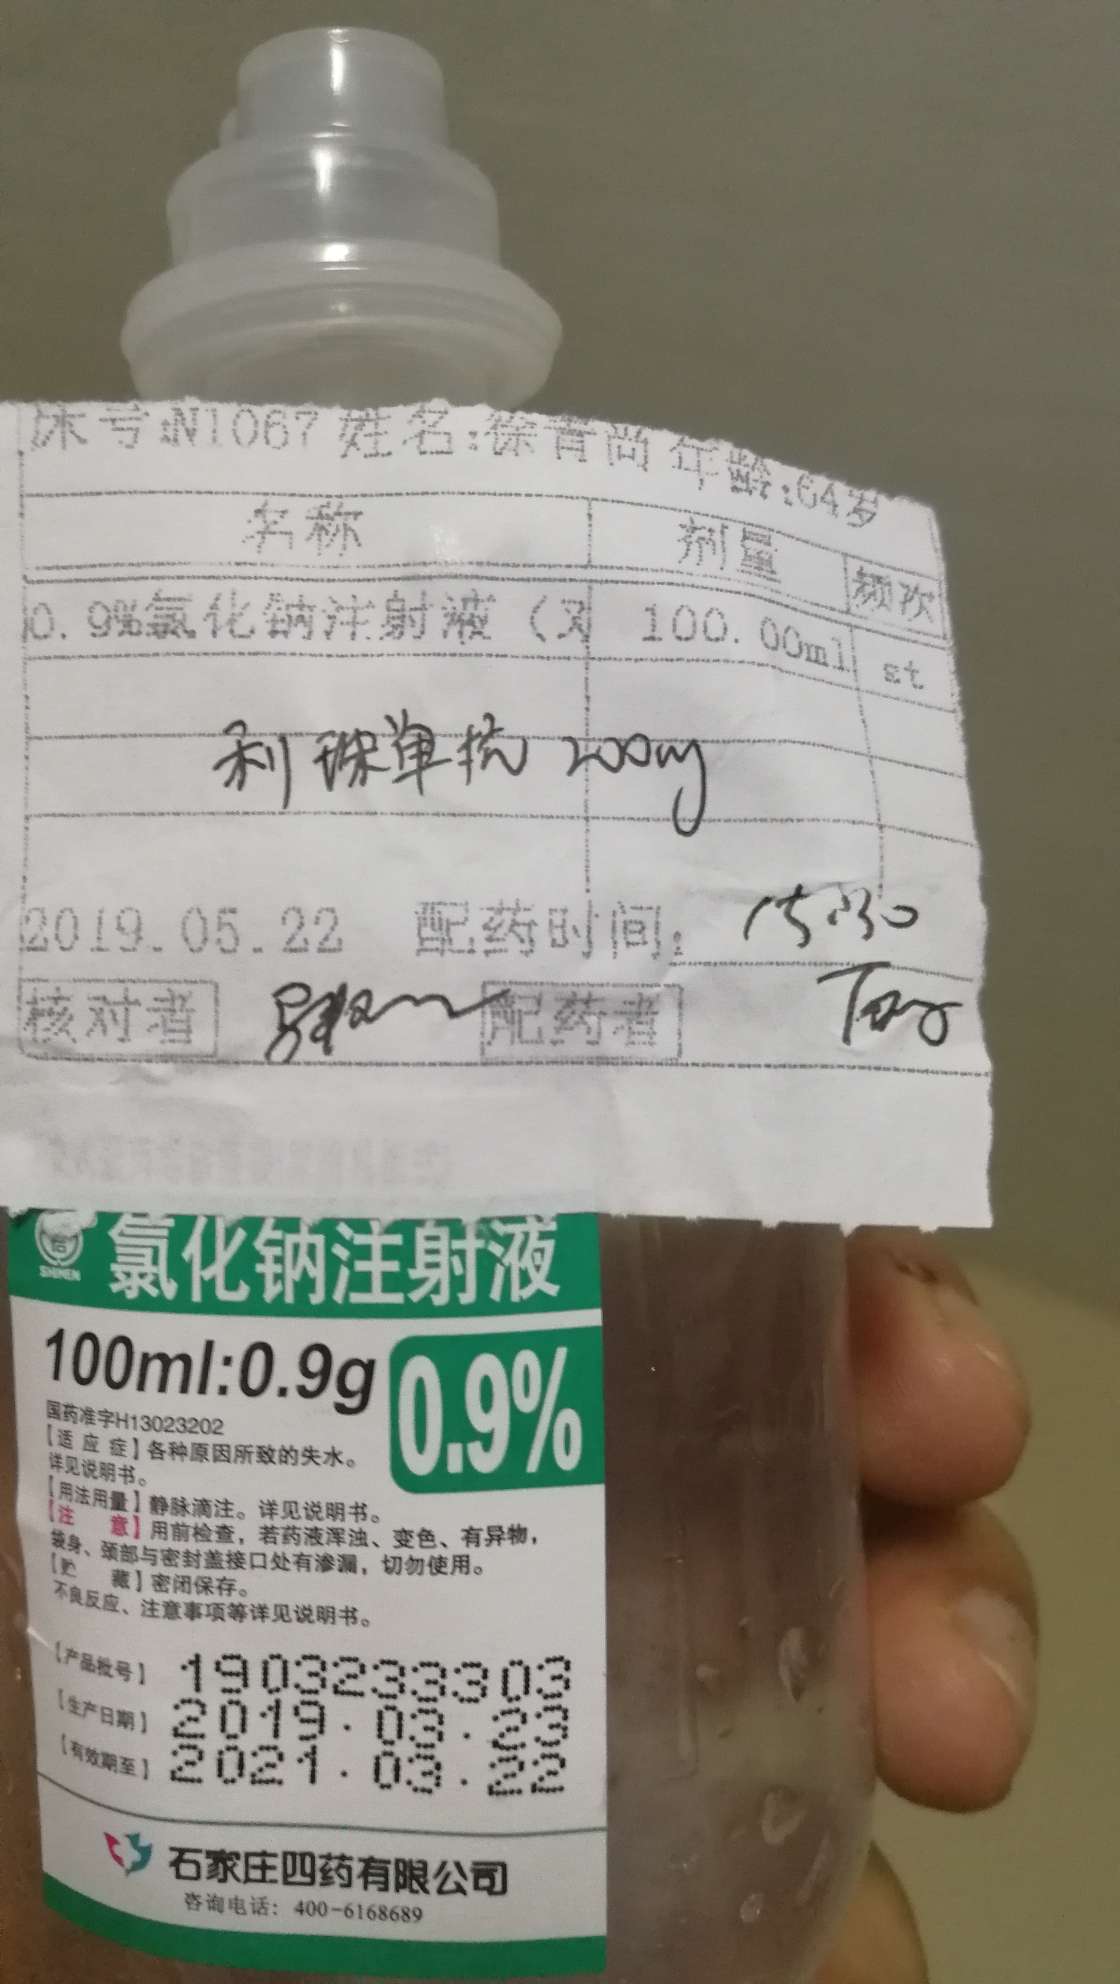 床号:N1067 姓名:徐青尚 年龄:64岁
名称 剂量 频次
0.9%氯化钠注射液（双 100.00ml st
利珠单抗 200mg
2019.05.22 配药时间: 15:30
核对者 配药者
SHIMEN
氯化钠注射液
100ml:0.9g
0.9%
国药准字H13023202
【适应症】各种原因所致的失水。
详见说明书。
【用法用量】静脉滴注。详见说明书。
【注 意】用前检查，若药液浑浊、变色、有异物，
袋身、颈部与密封盖接口处有渗漏，切勿使用。
【贮 藏】密闭保存。
不良反应、注意事项等详见说明书。
【产品批号】1903233303
【生产日期】2019.03.23
【有效期至】2021.03.22
石家庄四药有限公司
咨询电话：400-6168689